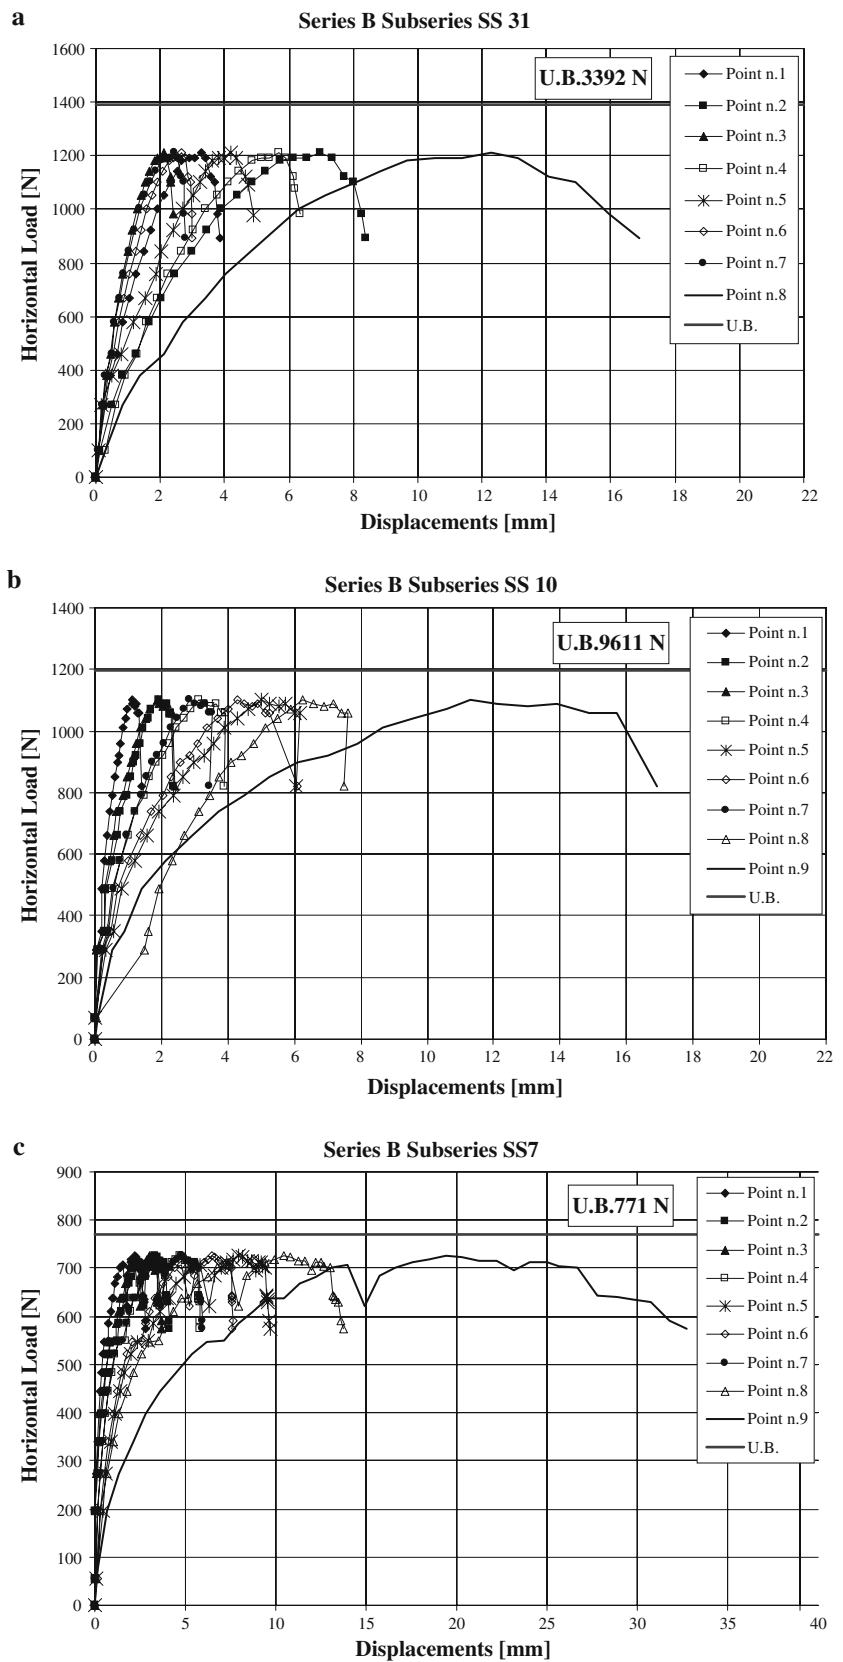 a
Series B Subseries SS 31
1600
1400
1200
1000
800
600
400
200
0
Horizontal Load [N]
U.B.3392 N
Point n.1
Point n.2
Point n.3
Point n.4
Point n.5
Point n.6
Point n.7
Point n.8
U.B.
0 2 4 6 8 10 12 14 16 18 20 22
Displacements [mm]
b
Series B Subseries SS 10
1400
1200
1000
800
600
400
200
0
Horizontal Load [N]
U.B.9611 N
Point n.1
Point n.2
Point n.3
Point n.4
Point n.5
Point n.6
Point n.7
Point n.8
Point n.9
U.B.
0 2 4 6 8 10 12 14 16 18 20 22
Displacements [mm]
c
Series B Subseries SS7
900
800
700
600
500
400
300
200
100
0
Horizontal Load [N]
U.B.771 N
Point n.1
Point n.2
Point n.3
Point n.4
Point n.5
Point n.6
Point n.7
Point n.8
Point n.9
U.B.
0 5 10 15 20 25 30 35 40
Displacements [mm]